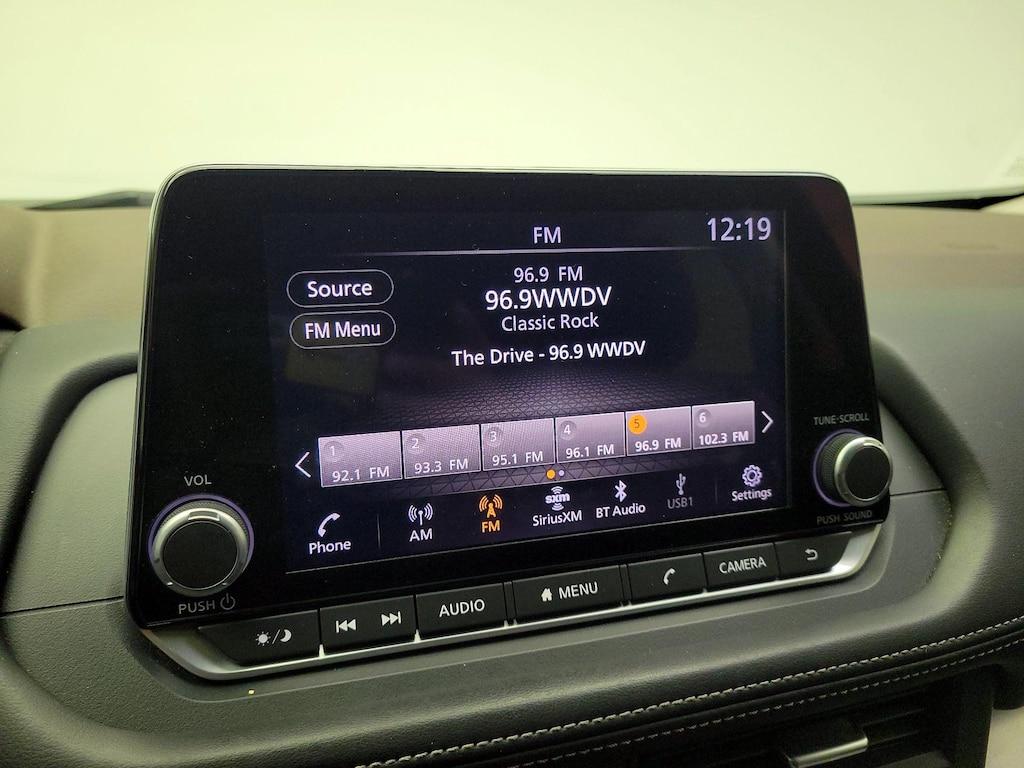 FM
12:19
Source
FM Menu
96.9 FM
96.9WWDV
Classic Rock
The Drive - 96.9 WWDV
1
92.1 FM
2
93.3 FM
3
95.1 FM
4
96.1 FM
5
96.9 FM
6
102.3 FM
Phone
AM
FM
sxm
SiriusXM
BT Audio
USB1
Settings
VOL
PUSH
TUNE·SCROLL
PUSH SOUND
AUDIO
MENU
CAMERA